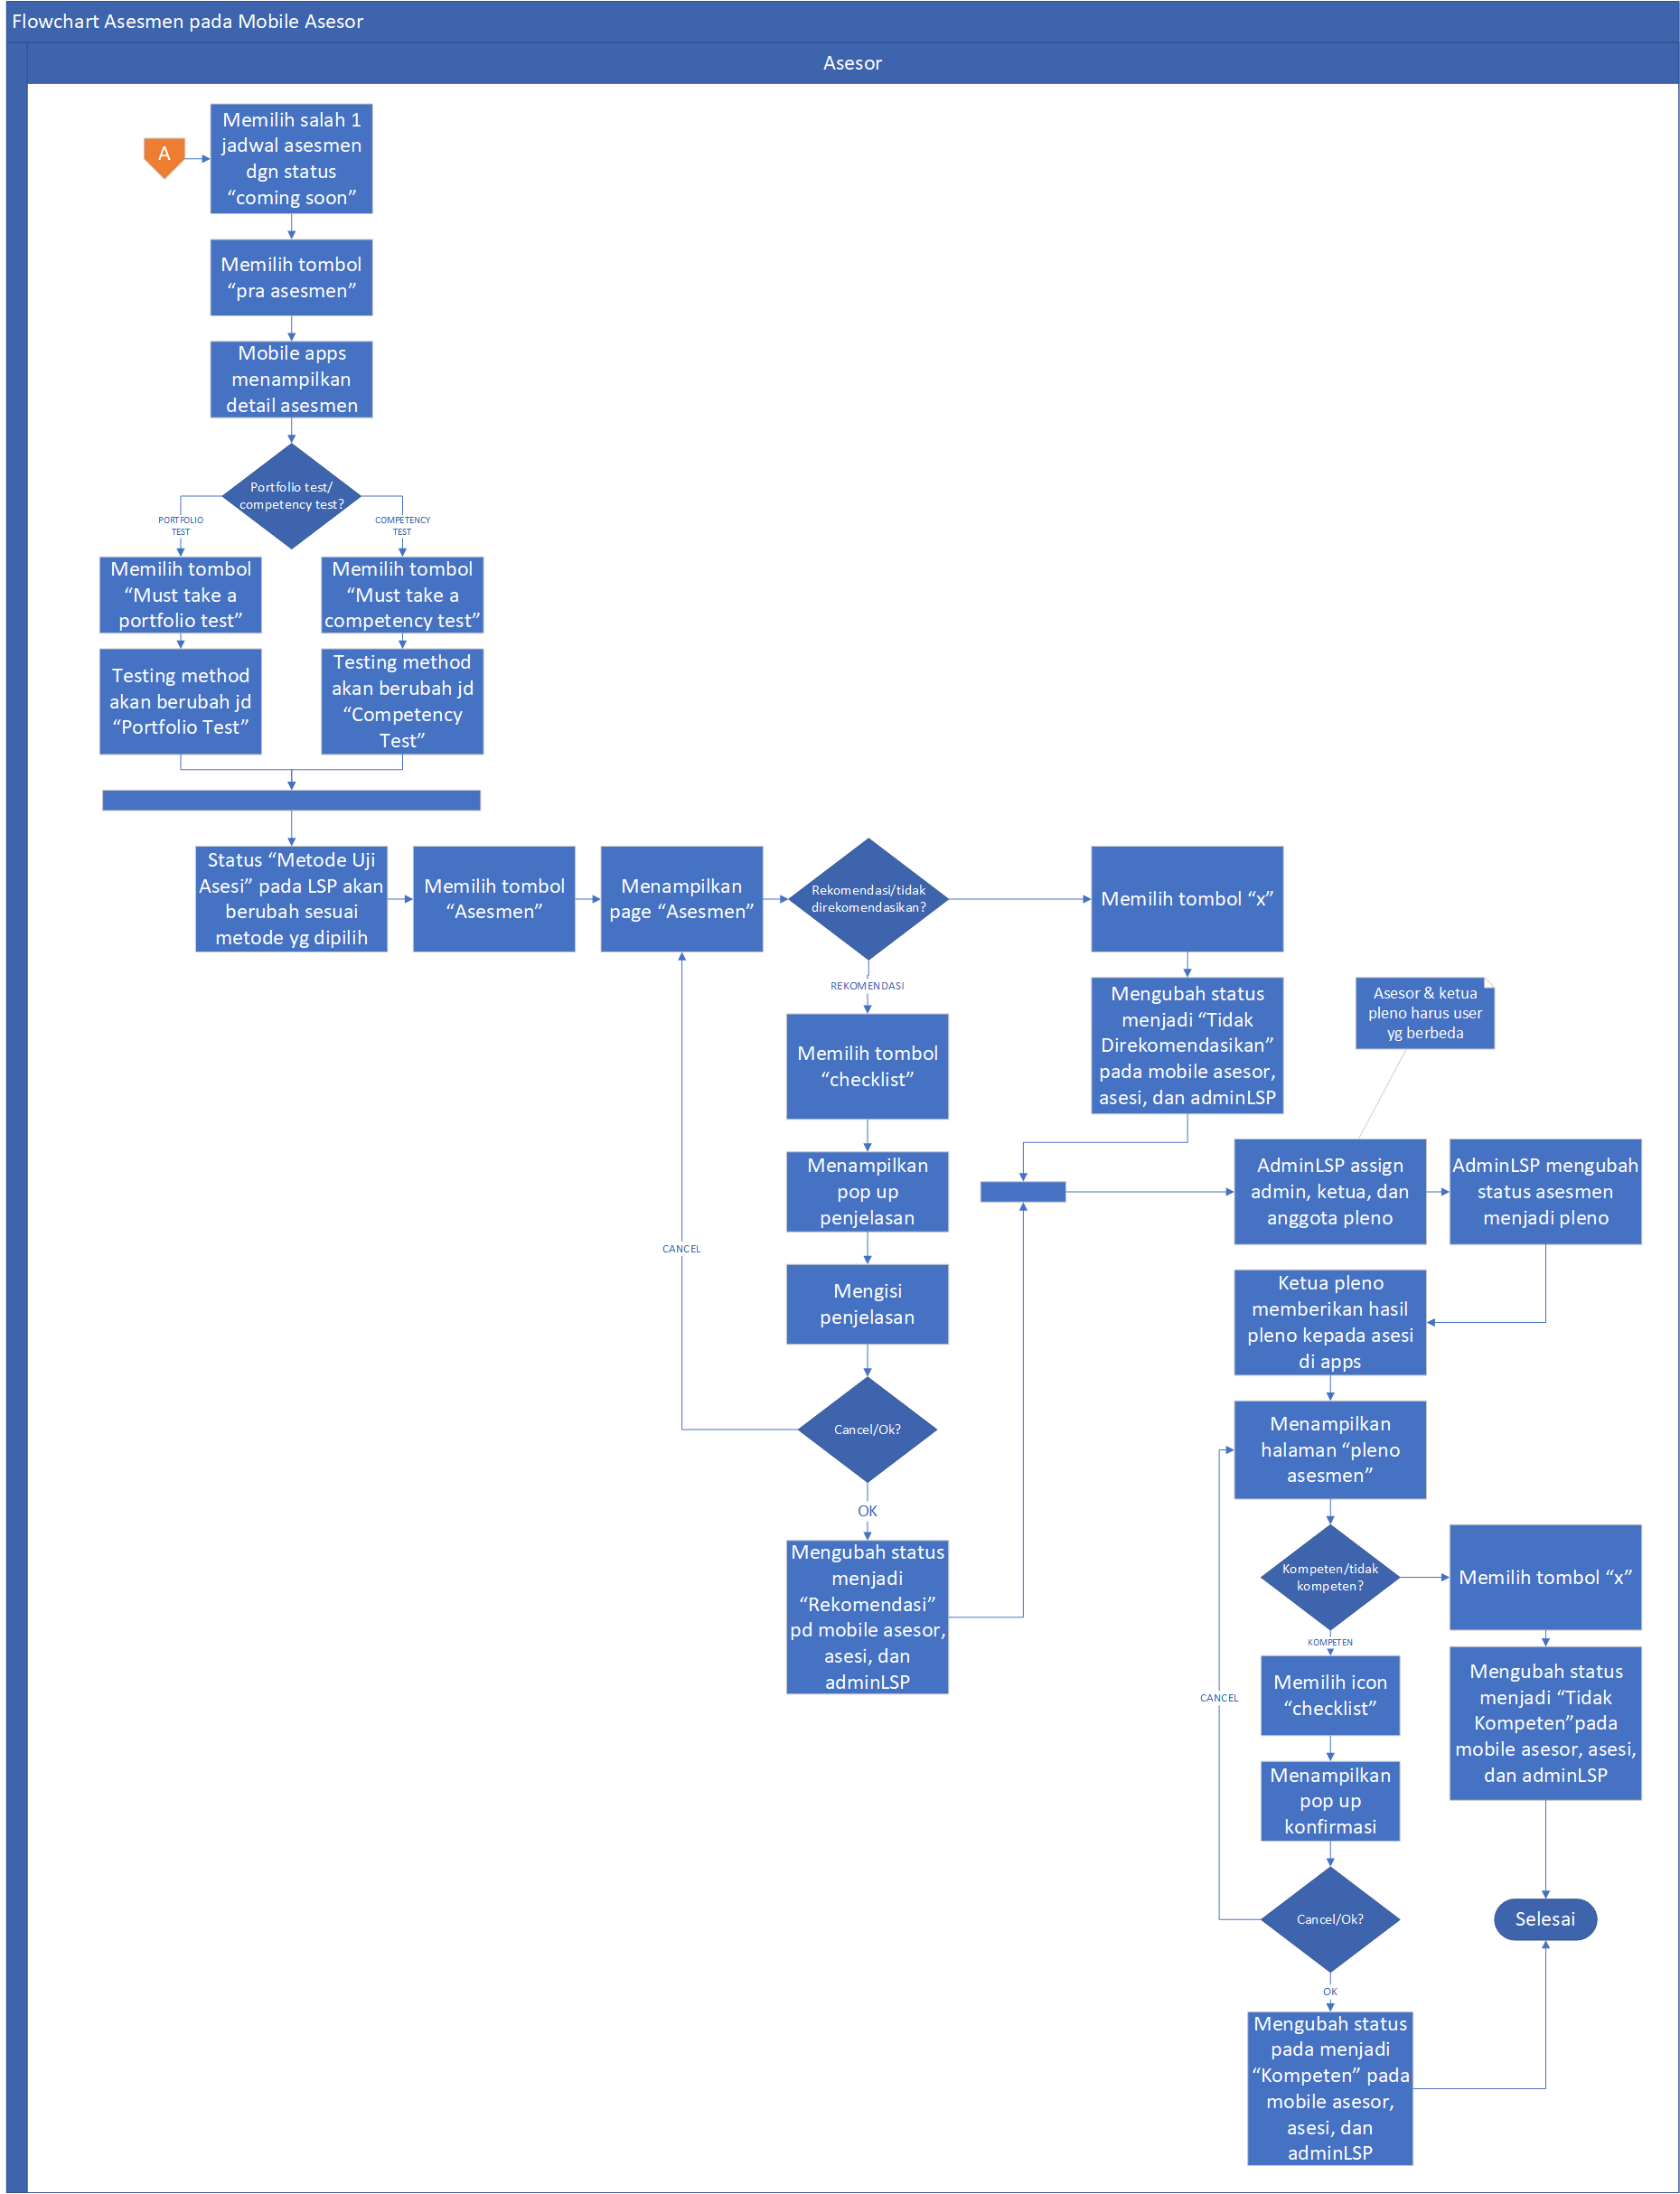 Flowchart Asesmen pada Mobile Asesor
Asesor
A
Memilih salah 1
jadwal asesmen
dgn status
“coming soon”
Memilih tombol
“pra asesmen”
Mobile apps
menampilkan
detail asesmen
Portfolio test/
competency test?
PORTFOLIO
TEST
COMPETENCY
TEST
Memilih tombol
“Must take a
portfolio test”
Memilih tombol
“Must take a
competency test”
Testing method
akan berubah jd
“Portfolio Test”
Testing method
akan berubah jd
“Competency
Test”
Status “Metode Uji
Asesi” pada LSP akan
berubah sesuai
metode yg dipilih
Memilih tombol
“Asesmen”
Menampilkan
page “Asesmen”
Rekomendasi/tidak
direkomendasikan?
Memilih tombol “x”
REKOMENDASI
Mengubah status
menjadi “Tidak
Direkomendasikan”
pada mobile asesor,
asesi, dan adminLSP
Asesor & ketua
pleno harus user
yg berbeda
Memilih tombol
“checklist”
Menampilkan
pop up
penjelasan
AdminLSP assign
admin, ketua, dan
anggota pleno
AdminLSP mengubah
status asesmen
menjadi pleno
CANCEL
Mengisi
penjelasan
Ketua pleno
memberikan hasil
pleno kepada asesi
di apps
Cancel/Ok?
OK
Menampilkan
halaman “pleno
asesmen”
Mengubah status
menjadi
“Rekomendasi”
pd mobile asesor,
asesi, dan
adminLSP
Kompeten/tidak
kompeten?
Memilih tombol “x”
KOMPETEN
Memilih icon
“checklist”
CANCEL
Mengubah status
menjadi “Tidak
Kompeten”pada
mobile asesor, asesi,
dan adminLSP
Menampilkan
pop up
konfirmasi
Cancel/Ok?
Selesai
OK
Mengubah status
pada menjadi
“Kompeten” pada
mobile asesor,
asesi, dan
adminLSP